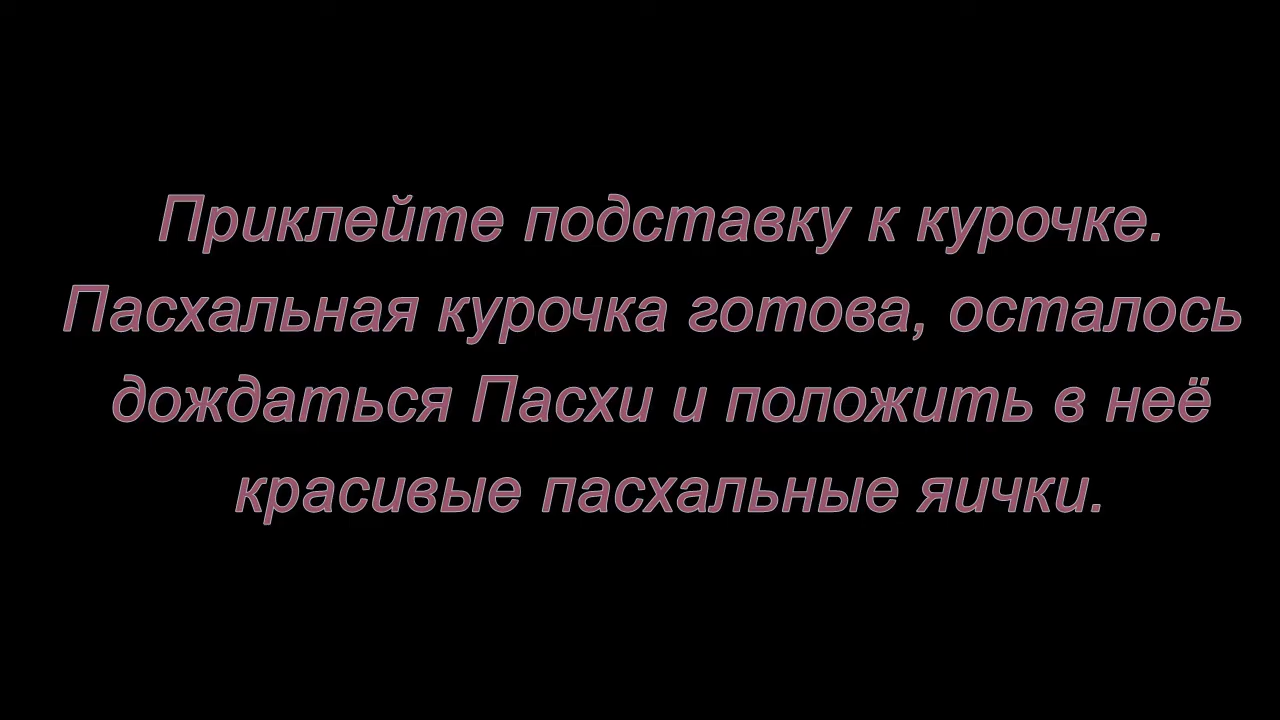 Приклейте подставку к курочке.
Пасхальная курочка готова, осталось
дождаться Пасхи и положить в неё
красивые пасхальные яички.